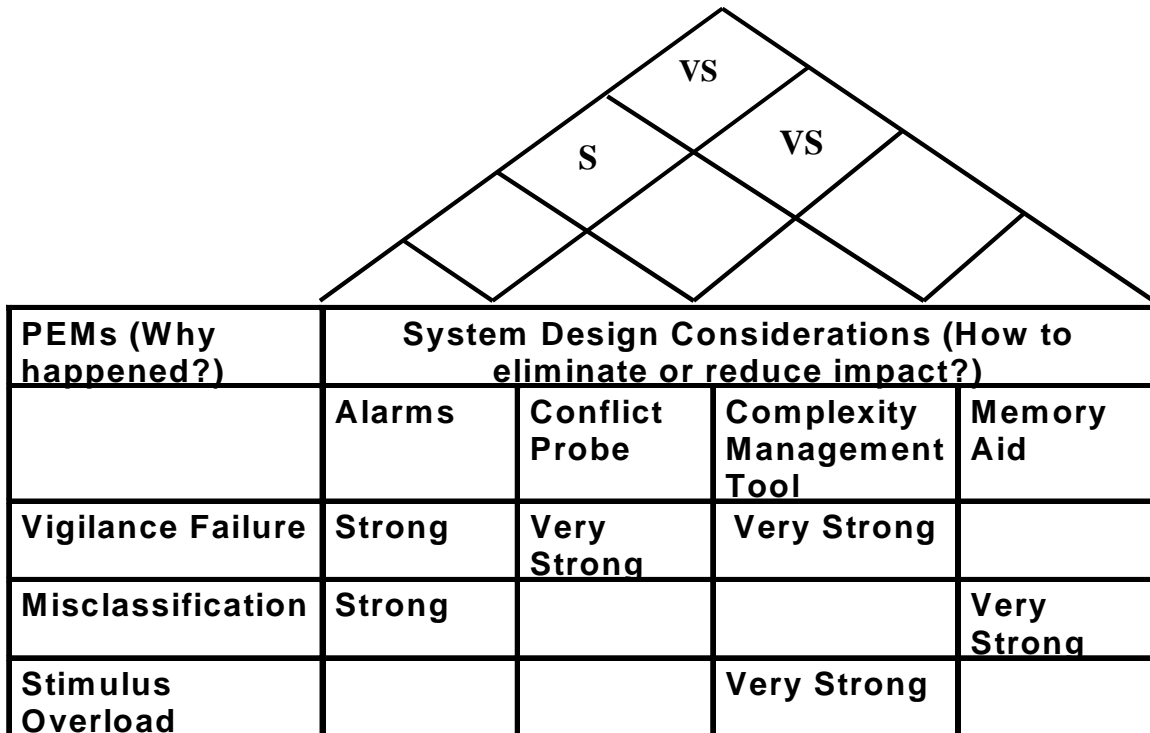 VS
S
VS
PEMs (Why
happened?)
System Design Considerations (How to
eliminate or reduce impact?)
Alarms
Conflict
Probe
Complexity
Management
Tool
Memory
Aid
Vigilance Failure
Strong
Very
Strong
Very Strong
Misclassification
Strong
Very
Strong
Stimulus
Overload
Very Strong